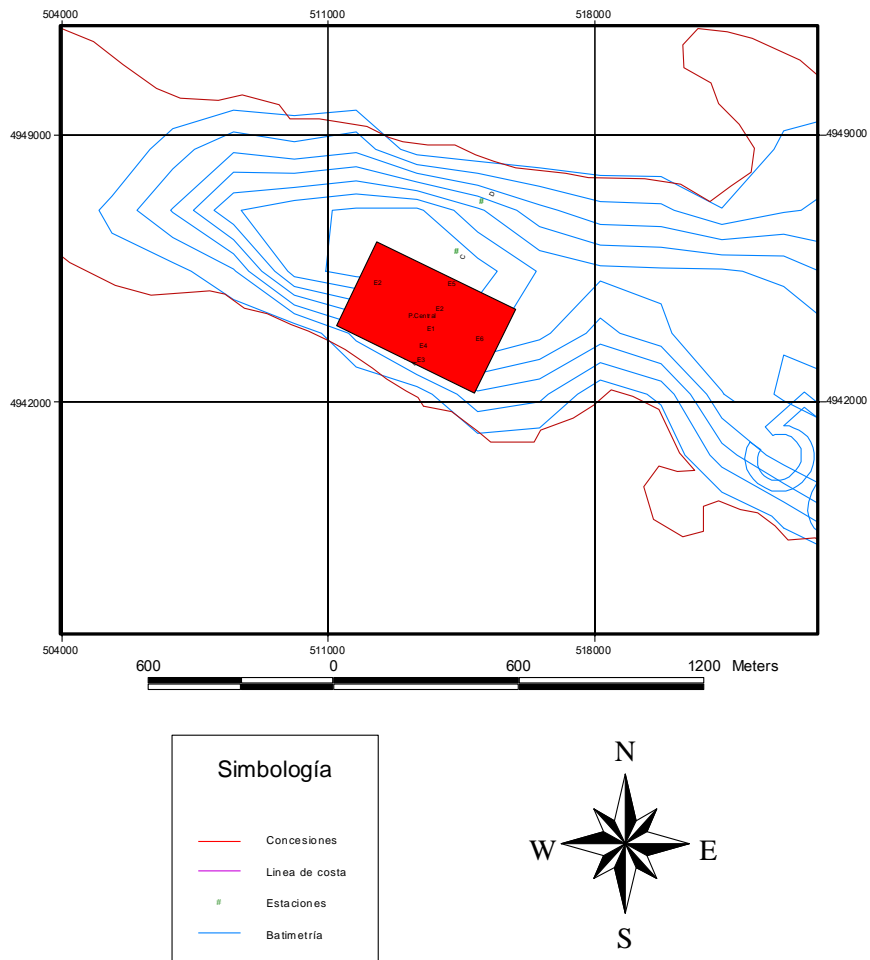 504000 511000 518000
4949000 4949000
D
#
#
C
E3
E5
E2
P.Central
E1
E6
E4
4942000 4942000
504000 511000 518000
600 0 600 1200 Meters
Simbología
Concesiones
Linea de costa
# Estaciones
Batimetría
N
W E
S